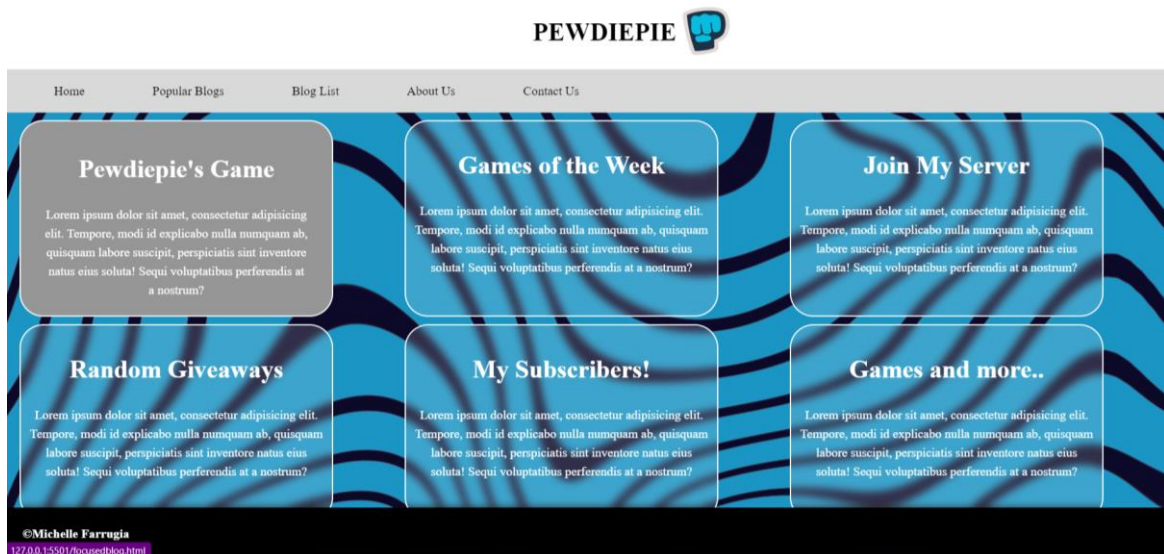 PEWDIEPIE
Home Popular Blogs Blog List About Us Contact Us
Pewdiepie's Game
Lorem ipsum dolor sit amet, consectetur adipisicing
elit. Tempore, modi id explicabo nulla numquam ab,
quisquam labore suscipit, perspiciatis sint inventore
natus eius soluta! Sequi voluptatibus perferendis at
a nostrum?
Games of the Week
Lorem ipsum dolor sit amet, consectetur adipisicing elit.
Tempore, modi id explicabo nulla numquam ab, quisquam
labore suscipit, perspiciatis sint inventore natus eius
soluta! Sequi voluptatibus perferendis at a nostrum?
Join My Server
Lorem ipsum dolor sit amet, consectetur adipisicing elit.
Tempore, modi id explicabo nulla numquam ab, quisquam
labore suscipit, perspiciatis sint inventore natus eius
soluta! Sequi voluptatibus perferendis at a nostrum?
Random Giveaways
Lorem ipsum dolor sit amet, consectetur adipisicing elit.
Tempore, modi id explicabo nulla numquam ab, quisquam
labore suscipit, perspiciatis sint inventore natus eius
soluta! Sequi voluptatibus perferendis at a nostrum?
My Subscribers!
Lorem ipsum dolor sit amet, consectetur adipisicing elit.
Tempore, modi id explicabo nulla numquam ab, quisquam
labore suscipit, perspiciatis sint inventore natus eius
soluta! Sequi voluptatibus perferendis at a nostrum?
Games and more..
Lorem ipsum dolor sit amet, consectetur adipisicing elit.
Tempore, modi id explicabo nulla numquam ab, quisquam
labore suscipit, perspiciatis sint inventore natus eius
soluta! Sequi voluptatibus perferendis at a nostrum?
©Michelle Farrugia
127.0.0.1:5501/focusedblog.html